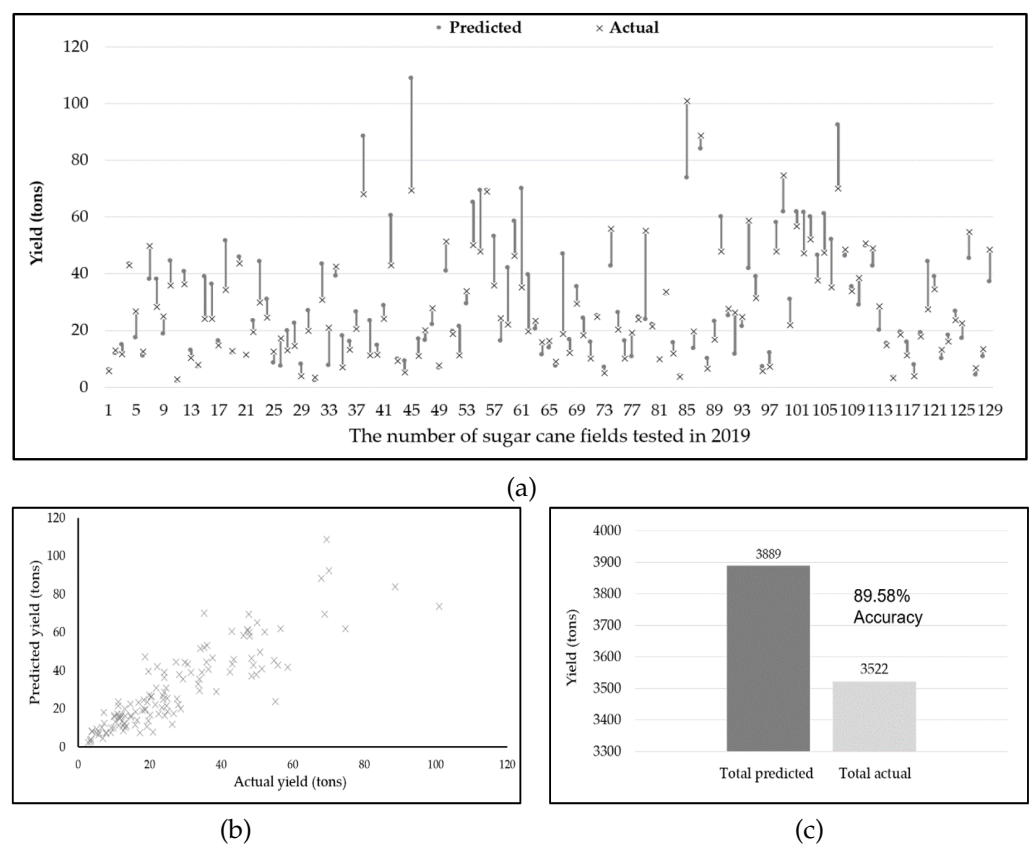 Predicted Actual
120
100
80
60
40
20
0
Yield (tons)
1 5 9 13 17 21 25 29 33 37 41 45 49 53 57 61 65 69 73 77 81 85 89 93 97 101 105 109 113 117 121 125 129
The number of sugar cane fields tested in 2019
(a)
120
100
80
60
40
20
0
Predicted yield (tons)
0 20 40 60 80 100 120
Actual yield (tons)
(b)
4000
3900
3800
3700
3600
3500
3400
3300
Yield (tons)
3889
89.58%
Accuracy
3522
Total predicted Total actual
(c)